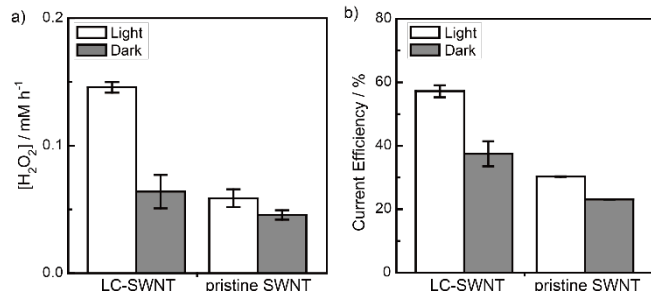 a)
Light
Dark
0.2
0.1
0.0
[H₂O₂] / mM h⁻¹
LC-SWNT
pristine SWNT
b)
Light
Dark
80
60
40
20
0
Current Efficiency / %
LC-SWNT
pristine SWNT